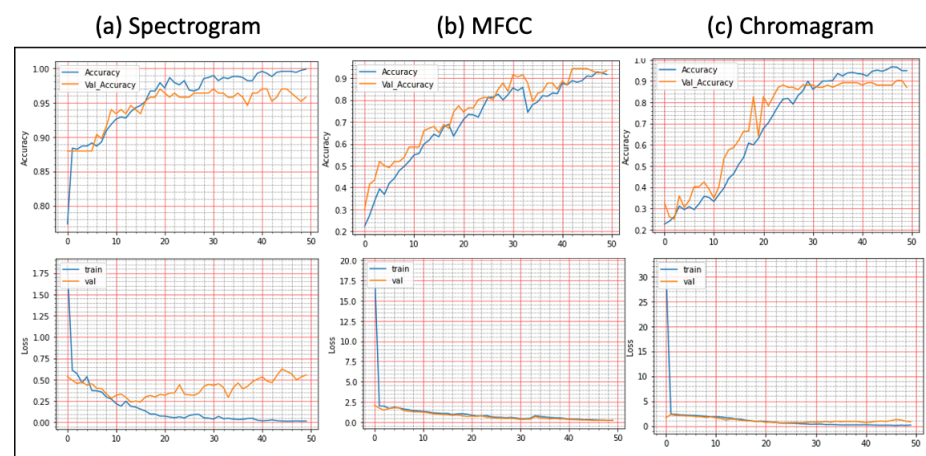 (a) Spectrogram (b) MFCC (c) Chromagram
Accuracy
Val_Accuracy
1.00
0.95
0.90
0.85
0.80
Accuracy
0 10 20 30 40 50
Accuracy
Val_Accuracy
0.9
0.8
0.7
0.6
0.5
0.4
0.3
0.2
Accuracy
0 10 20 30 40 50
Accuracy
Val_Accuracy
1.0
0.9
0.8
0.7
0.6
0.5
0.4
0.3
0.2
Accuracy
0 10 20 30 40 50
train
val
1.75
1.50
1.25
1.00
0.75
0.50
0.25
0.00
Loss
0 10 20 30 40 50
train
val
20.0
17.5
15.0
12.5
10.0
7.5
5.0
2.5
0.0
Loss
0 10 20 30 40 50
train
val
30
25
20
15
10
5
0
Loss
0 10 20 30 40 50